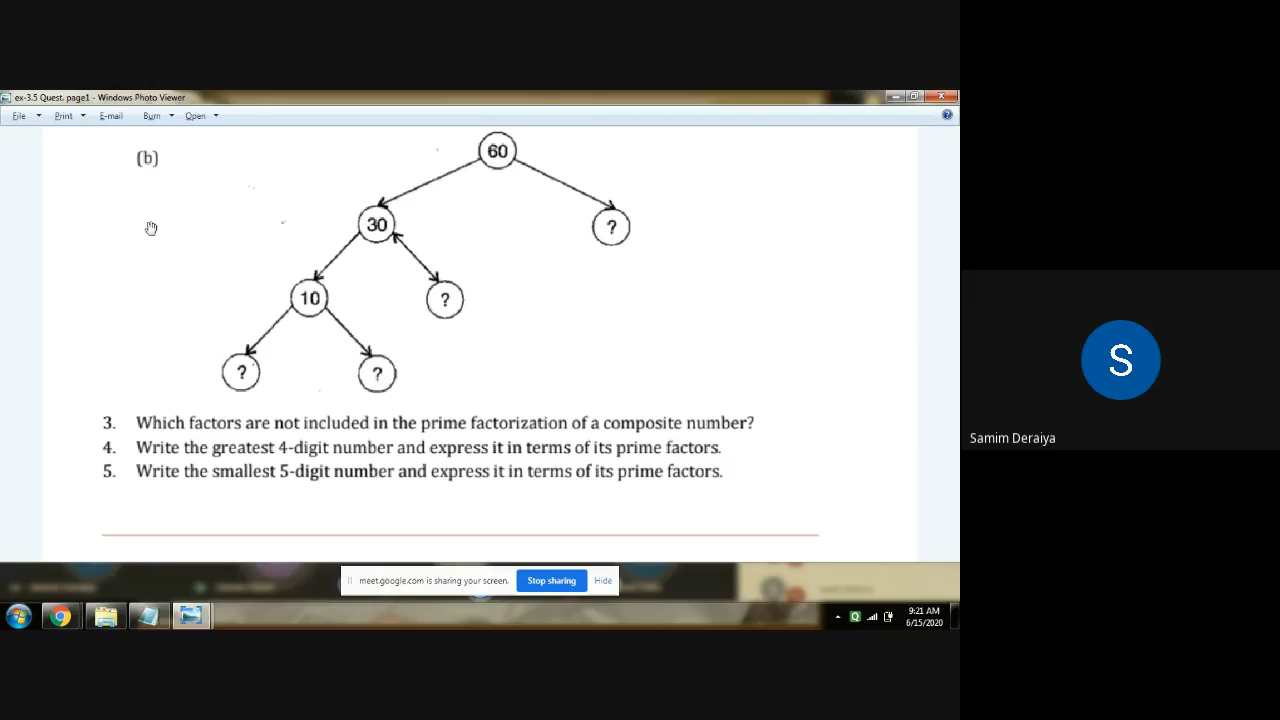 ex-3.5 Quest. page1 - Windows Photo Viewer
File Print E-mail Burn Open
(b)
60
30
?
10
?
?
?
3. Which factors are not included in the prime factorization of a composite number?
4. Write the greatest 4-digit number and express it in terms of its prime factors.
5. Write the smallest 5-digit number and express it in terms of its prime factors.
S
Samim Deraiya
meet.google.com is sharing your screen. Stop sharing Hide
9:21 AM
6/15/2020